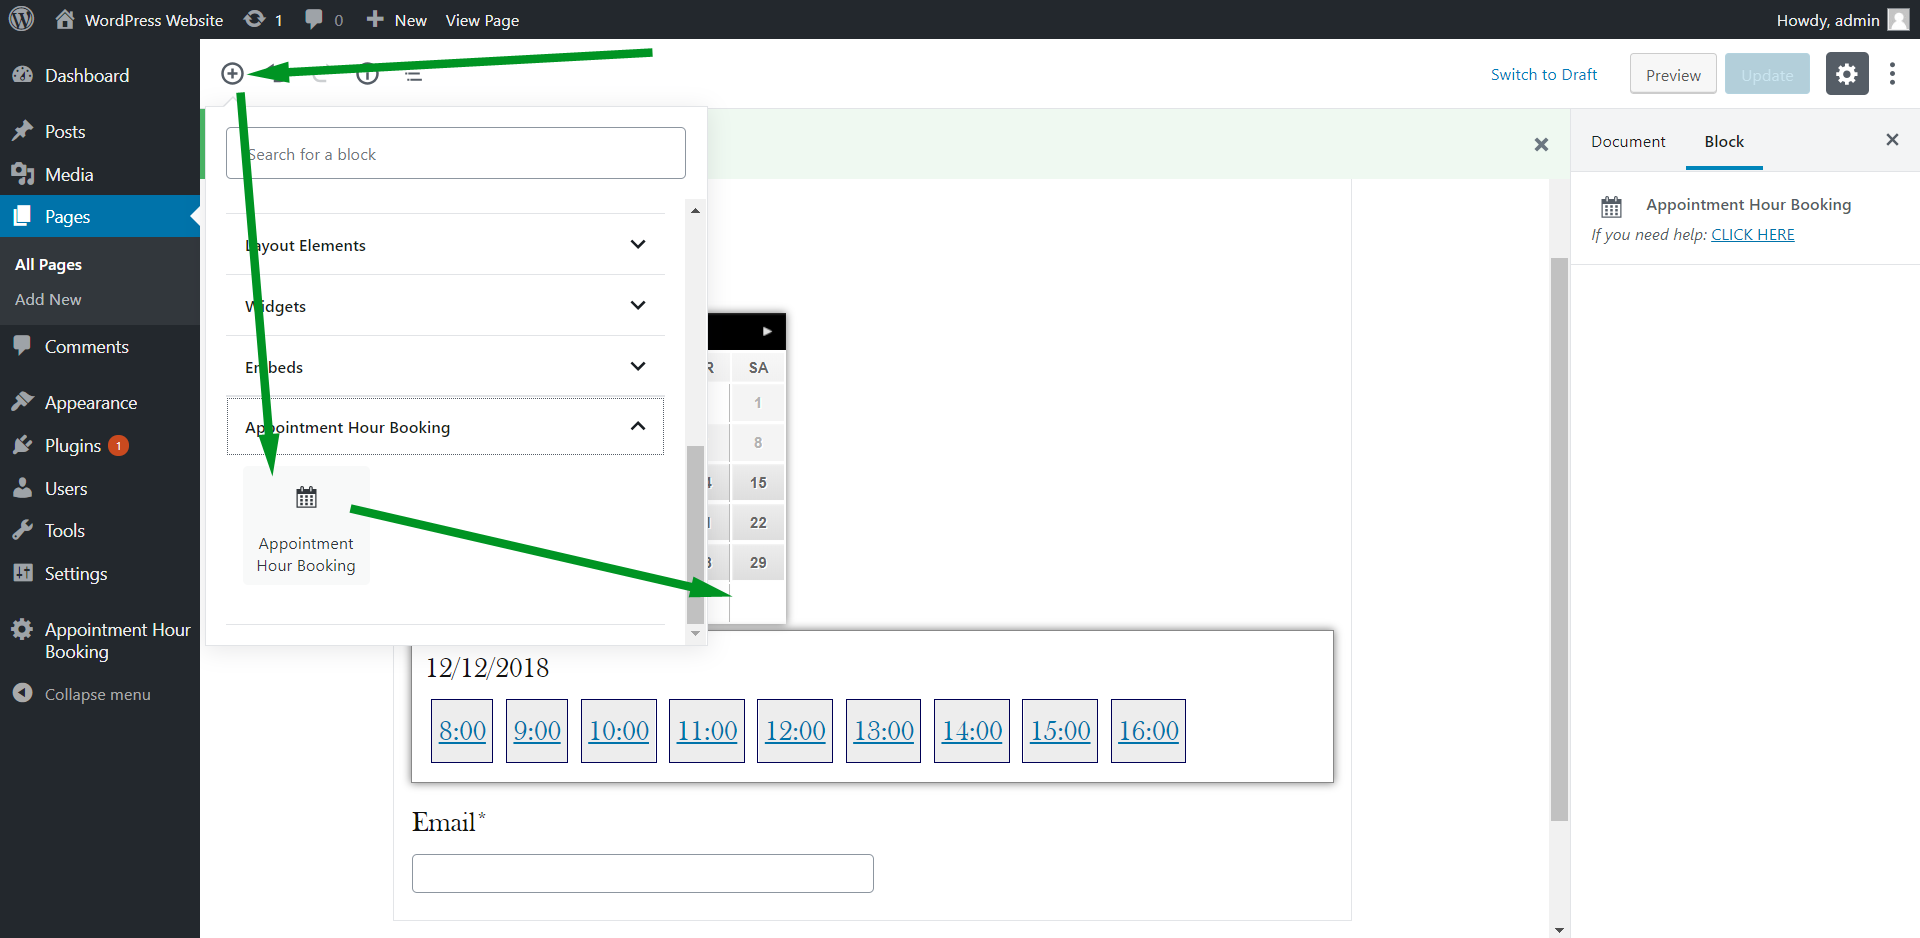 WordPress Website 1 0 New View Page Howdy, admin
Dashboard
Posts
Media
Pages
All Pages
Add New
Comments
Appearance
Plugins 1
Users
Tools
Settings
Appointment Hour
Booking
Collapse menu
Switch to Draft Preview Update
Search for a block
Layout Elements
Widgets
Embeds
Appointment Hour Booking
Appointment
Hour Booking
SA
1
8
15
22
29
12/12/2018
8:00 9:00 10:00 11:00 12:00 13:00 14:00 15:00 16:00
Email*
Document Block
Appointment Hour Booking
If you need help: CLICK HERE